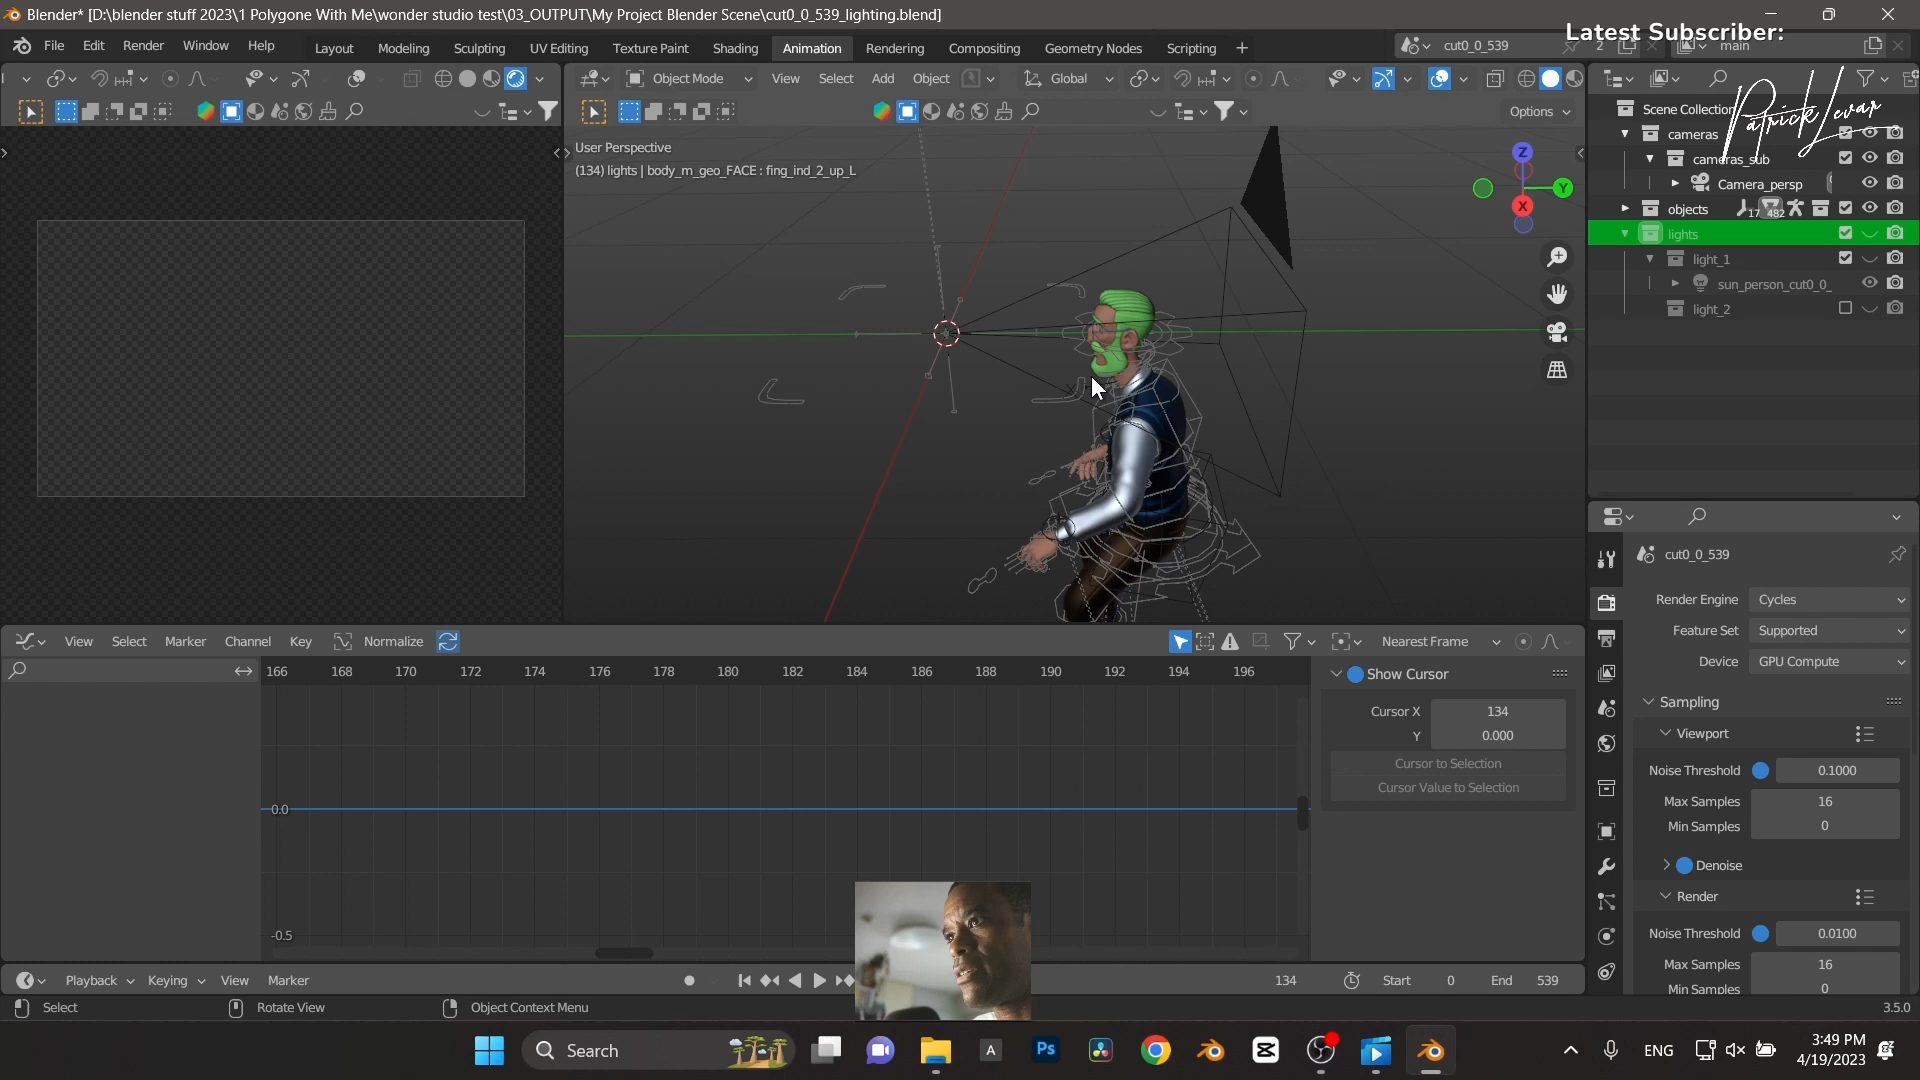 Blender* [D:\blender stuff 2023\1 Polygone With Me\wonder studio test\03_OUTPUT\My Project Blender Scene\cut0_0_539_lighting.blend]
Latest Subscriber:
File Edit Render Window Help Layout Modeling Sculpting UV Editing Texture Paint Shading Animation Rendering Compositing Geometry Nodes Scripting + cut0_0_539 2 main
Object Mode View Select Add Object Global
Options
Patrick Levar
User Perspective
(134) lights | body_m_geo_FACE : fing_ind_2_up_L
Z
Y
X
Scene Collection
cameras
cameras_sub
Camera_persp
objects 17 482
lights
light_1
sun_person_cut0_0_
light_2
cut0_0_539
Render Engine Cycles
Feature Set Supported
Device GPU Compute
Sampling
Viewport
Noise Threshold 0.1000
Max Samples 16
Min Samples 0
Denoise
Render
Noise Threshold 0.0100
Max Samples 16
Min Samples 0
View Select Marker Channel Key Normalize Nearest Frame
166 168 170 172 174 176 178 180 182 184 186 188 190 192 194 196
Show Cursor
Cursor X 134
Y 0.000
Cursor to Selection
Cursor Value to Selection
0.0
-0.5
Playback Keying View Marker 134 Start 0 End 539
Select Rotate View Object Context Menu 3.5.0
Search A Ps ENG
3:49 PM
4/19/2023